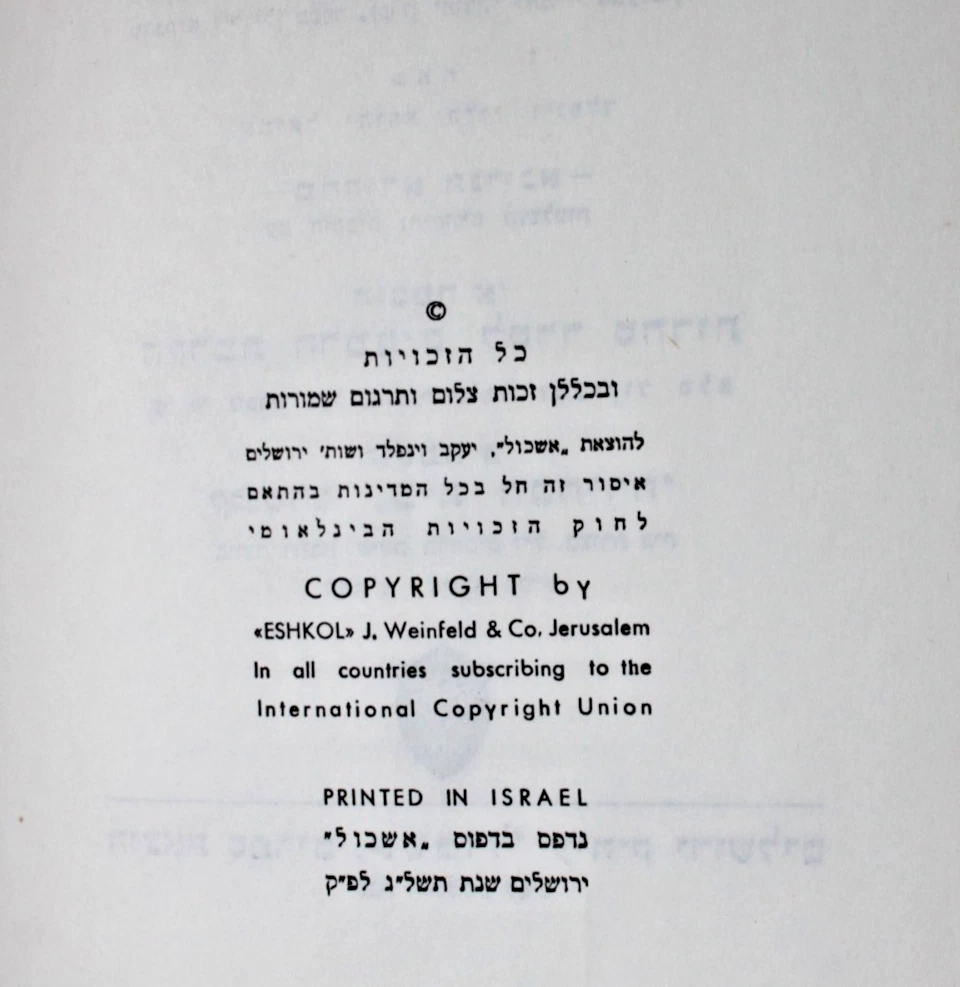 ©
כל הזכויות
ובכללן זכות צלום ותרגום שמורות
להוצאת „אשכול", יעקב וינפלד ושות' ירושלים
איסור זה חל בכל המדינות בהתאם
לחוק הזכויות הבינלאומי
COPYRIGHT by
«ESHKOL» J. Weinfeld & Co. Jerusalem
In all countries subscribing to the
International Copyright Union
PRINTED IN ISRAEL
נדפס בדפוס „אשכול"
ירושלים שנת תשל"ג לפ"ק